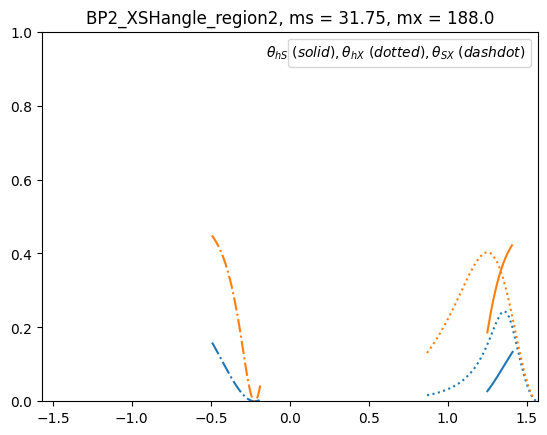 BP2_XSHangle_region2, ms = 31.75, mx = 188.0
θhS (solid), θhX (dotted), θSX (dashdot)
1.0
0.8
0.6
0.4
0.2
0.0
−1.5 −1.0 −0.5 0.0 0.5 1.0 1.5